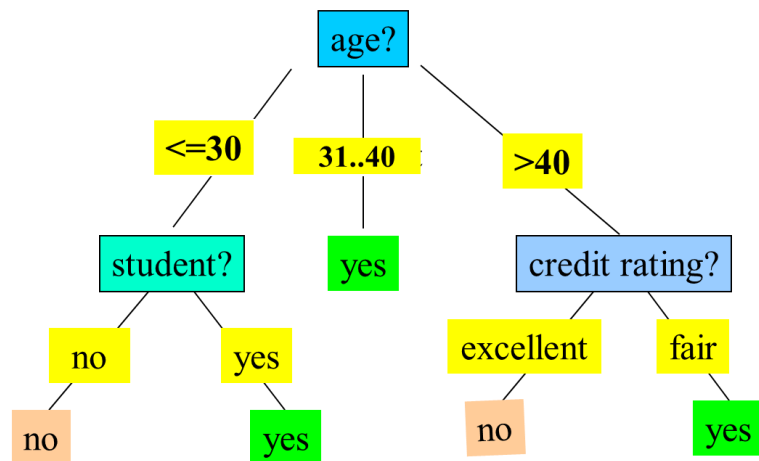 age?
<=30
31..40
>40
student?
yes
credit rating?
no
yes
excellent
fair
no
yes
no
yes